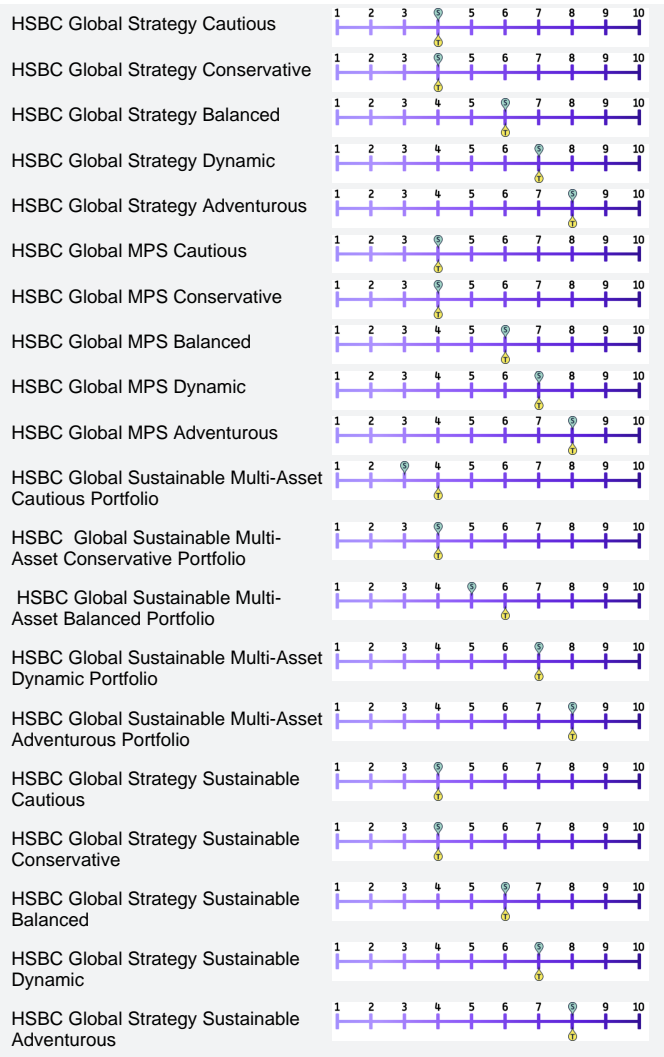 HSBC Global Strategy Cautious
1 2 3 4 5 6 7 8 9 10
S
T
HSBC Global Strategy Conservative
1 2 3 4 5 6 7 8 9 10
S
T
HSBC Global Strategy Balanced
1 2 3 4 5 6 7 8 9 10
S
T
HSBC Global Strategy Dynamic
1 2 3 4 5 6 7 8 9 10
S
T
HSBC Global Strategy Adventurous
1 2 3 4 5 6 7 8 9 10
S
T
HSBC Global MPS Cautious
1 2 3 4 5 6 7 8 9 10
S
T
HSBC Global MPS Conservative
1 2 3 4 5 6 7 8 9 10
S
T
HSBC Global MPS Balanced
1 2 3 4 5 6 7 8 9 10
S
T
HSBC Global MPS Dynamic
1 2 3 4 5 6 7 8 9 10
S
T
HSBC Global MPS Adventurous
1 2 3 4 5 6 7 8 9 10
S
T
HSBC Global Sustainable Multi-Asset
Cautious Portfolio
1 2 3 4 5 6 7 8 9 10
S
T
HSBC Global Sustainable Multi-
Asset Conservative Portfolio
1 2 3 4 5 6 7 8 9 10
S
T
HSBC Global Sustainable Multi-
Asset Balanced Portfolio
1 2 3 4 5 6 7 8 9 10
S
T
HSBC Global Sustainable Multi-Asset
Dynamic Portfolio
1 2 3 4 5 6 7 8 9 10
S
T
HSBC Global Sustainable Multi-Asset
Adventurous Portfolio
1 2 3 4 5 6 7 8 9 10
S
T
HSBC Global Strategy Sustainable
Cautious
1 2 3 4 5 6 7 8 9 10
S
T
HSBC Global Strategy Sustainable
Conservative
1 2 3 4 5 6 7 8 9 10
S
T
HSBC Global Strategy Sustainable
Balanced
1 2 3 4 5 6 7 8 9 10
S
T
HSBC Global Strategy Sustainable
Dynamic
1 2 3 4 5 6 7 8 9 10
S
T
HSBC Global Strategy Sustainable
Adventurous
1 2 3 4 5 6 7 8 9 10
S
T